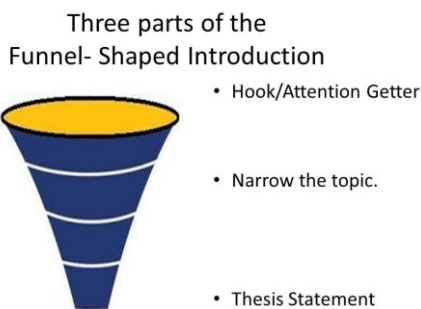 Three parts of the
Funnel- Shaped Introduction
• Hook/Attention Getter
• Narrow the topic.
• Thesis Statement